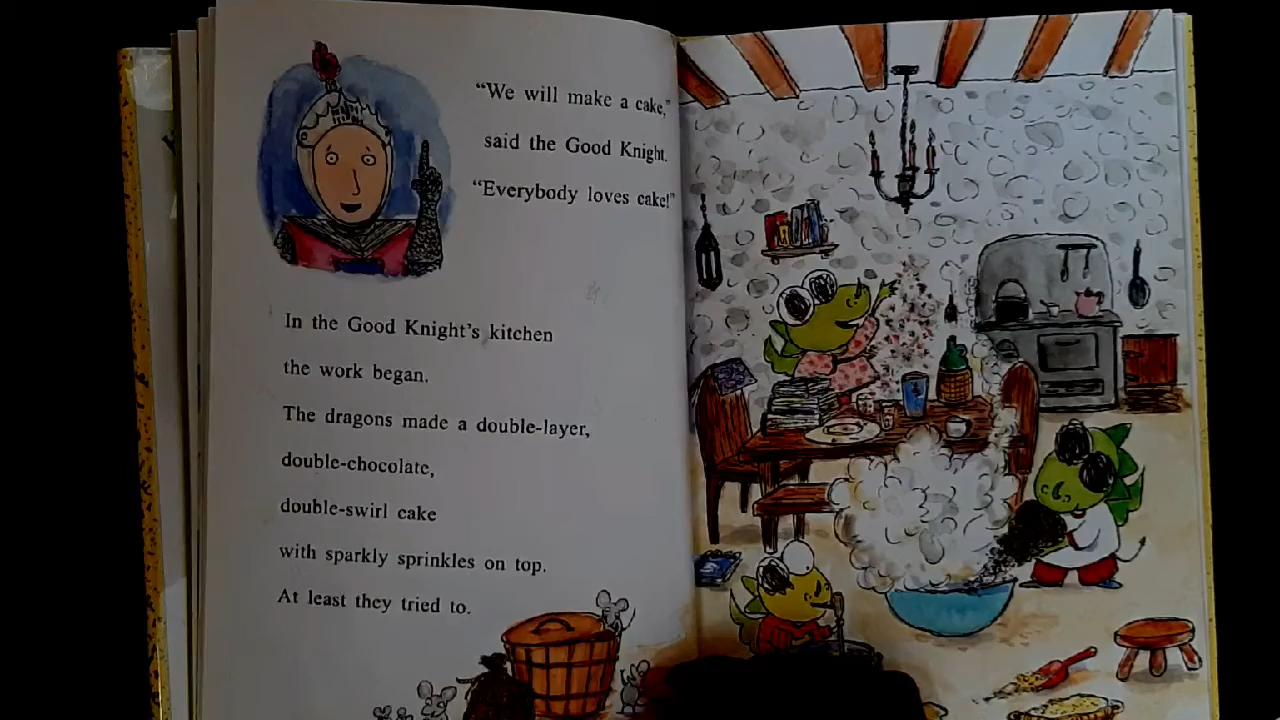 “We will make a cake,”
said the Good Knight.
“Everybody loves cake!”
In the Good Knight’s kitchen
the work began.
The dragons made a double-layer,
double-chocolate,
double-swirl cake
with sparkly sprinkles on top.
At least they tried to.